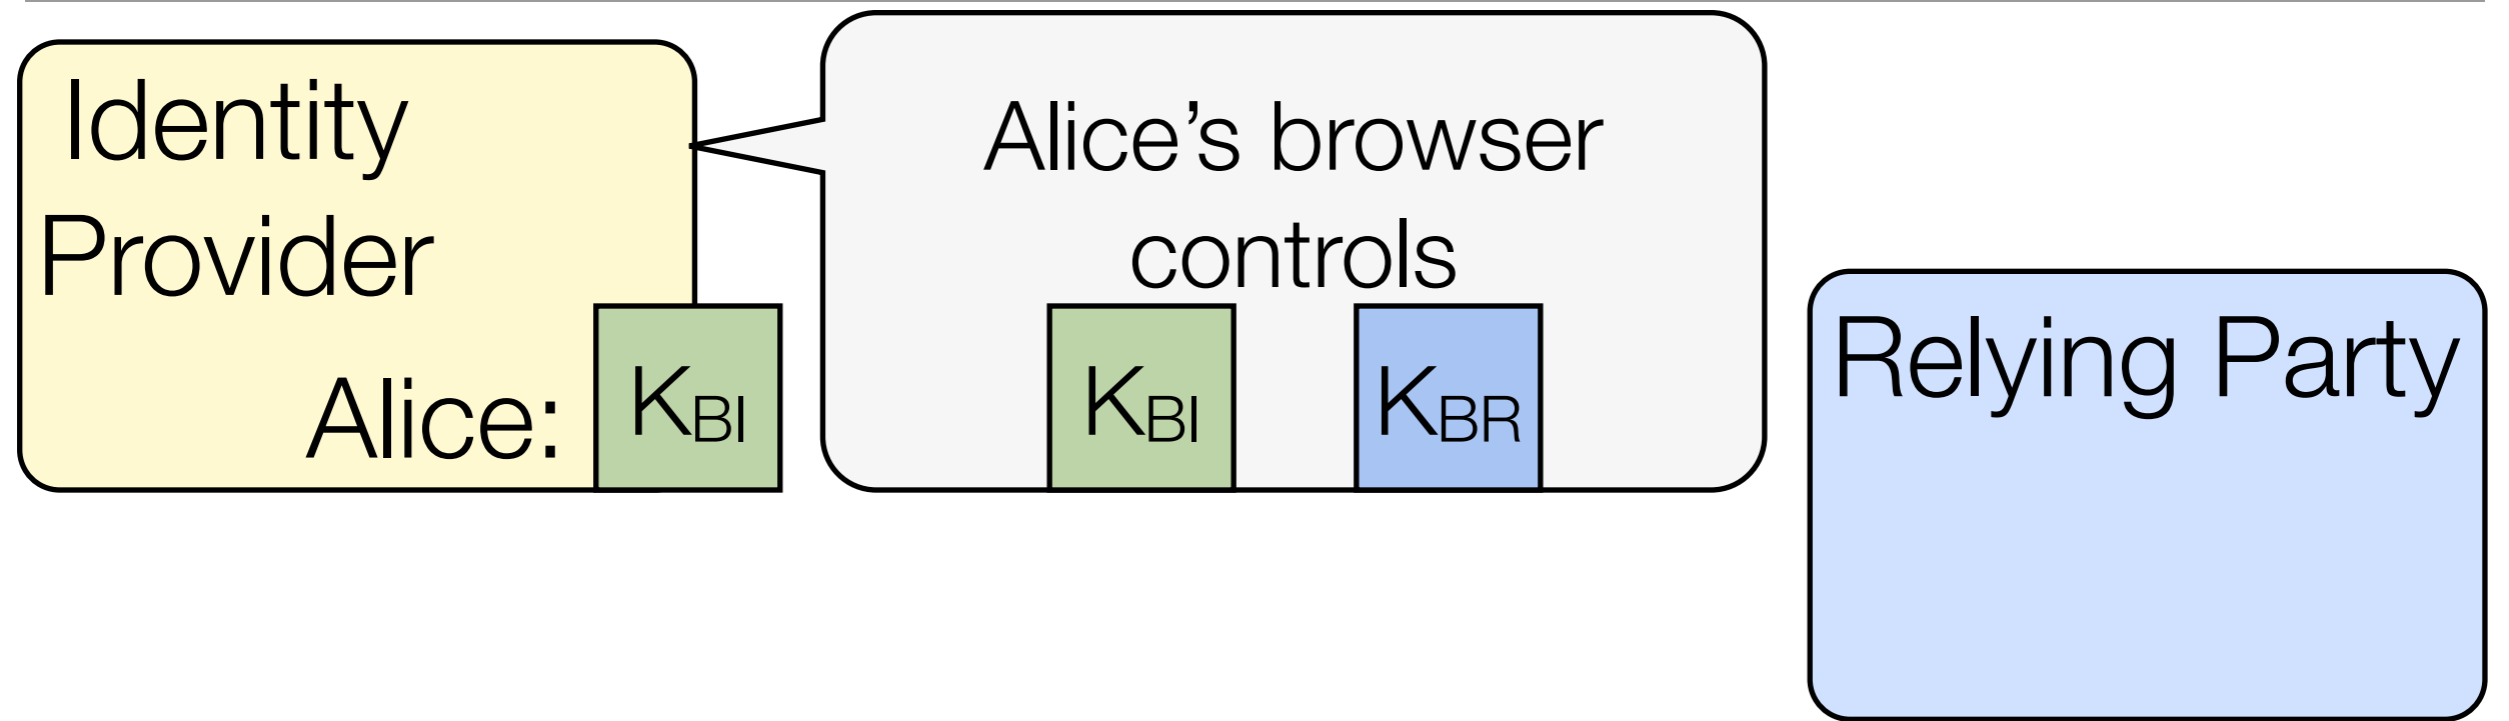 Identity
Provider
Alice:
KBI
Alice’s browser
controls
KBI
KBR
Relying Party